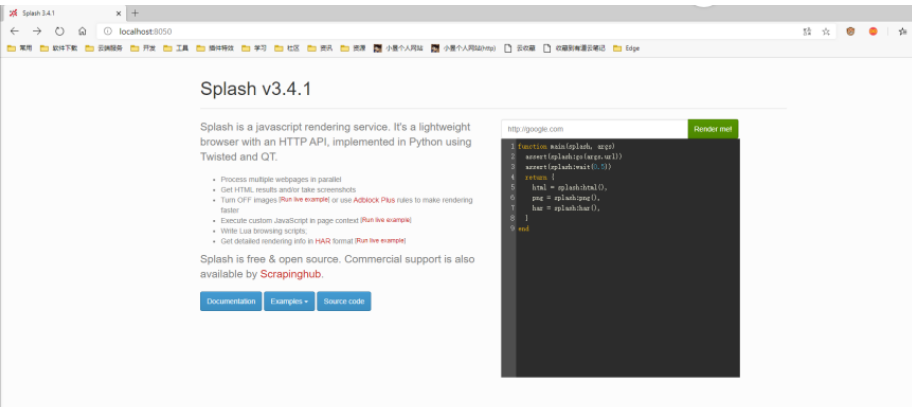 Splash 3.4.1
localhost:8050
常用 软件下载 云端服务 开发 工具 插件特效 学习 社区 资讯 资源 小善个人网站 小善个人网站(http) 云收藏 收藏到有道云笔记 Edge
Splash v3.4.1
Splash is a javascript rendering service. It's a lightweight
browser with an HTTP API, implemented in Python using
Twisted and QT.
Process multiple webpages in parallel
Get HTML results and/or take screenshots
Turn OFF images [Run live example] or use Adblock Plus rules to make rendering
faster
Execute custom JavaScript in page context [Run live example]
Write Lua browsing scripts;
Get detailed rendering info in HAR format [Run live example]
Splash is free & open source. Commercial support is also
available by Scrapinghub.
Documentation Examples Source code
http://google.com Render me!
1 function main(splash, args)
2 assert(splash:go(args.url))
3 assert(splash:wait(0.5))
4 return {
5 html = splash:html(),
6 png = splash:png(),
7 har = splash:har(),
8 }
9 end